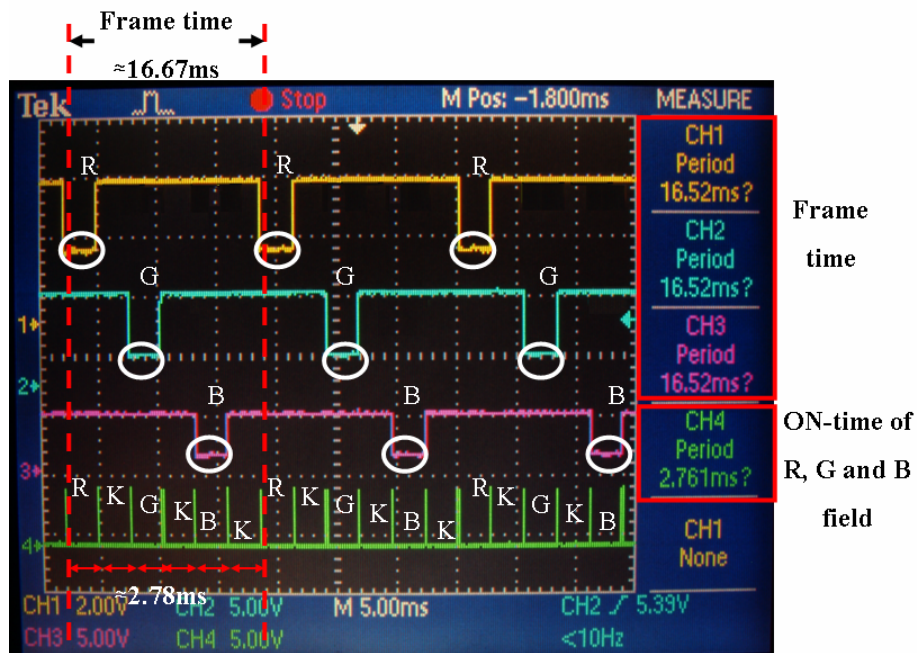 Frame time
≈16.67ms
Tek Stop M Pos: -1.800ms MEASURE
CH1
Period
16.52ms?
CH2
Period
16.52ms?
CH3
Period
16.52ms?
CH4
Period
2.761ms?
CH1
None
Frame
time
ON-time of
R, G and B
field
R R R
G G G
1
2
B B B
3
R K G K B K R K G K B K R K G K B
4
≈2.78ms
CH1 2.00V CH2 5.00V M 5.00ms CH2 / 5.39V
CH3 5.00V CH4 5.00V <10Hz